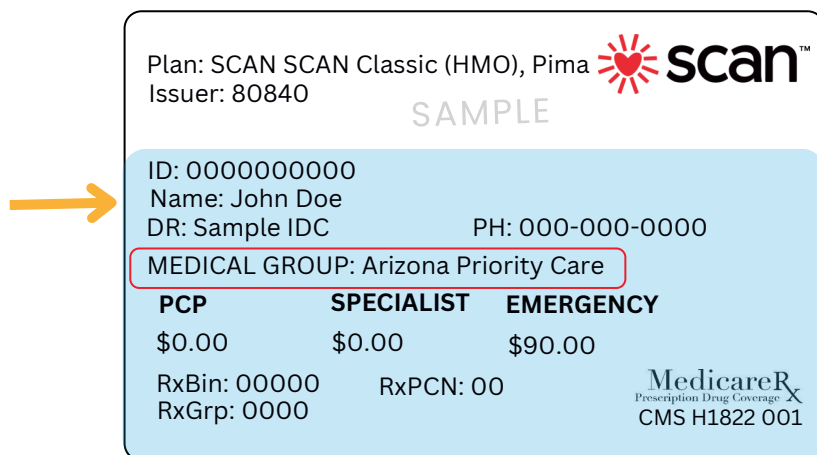 Plan: SCAN SCAN Classic (HMO), Pima
scan™
Issuer: 80840
SAMPLE
ID: 0000000000
Name: John Doe
DR: Sample IDC PH: 000-000-0000
MEDICAL GROUP: Arizona Priority Care
PCP SPECIALIST EMERGENCY
$0.00 $0.00 $90.00
RxBin: 00000 RxPCN: 00
RxGrp: 0000
MedicareRx
Prescription Drug Coverage
CMS H1822 001